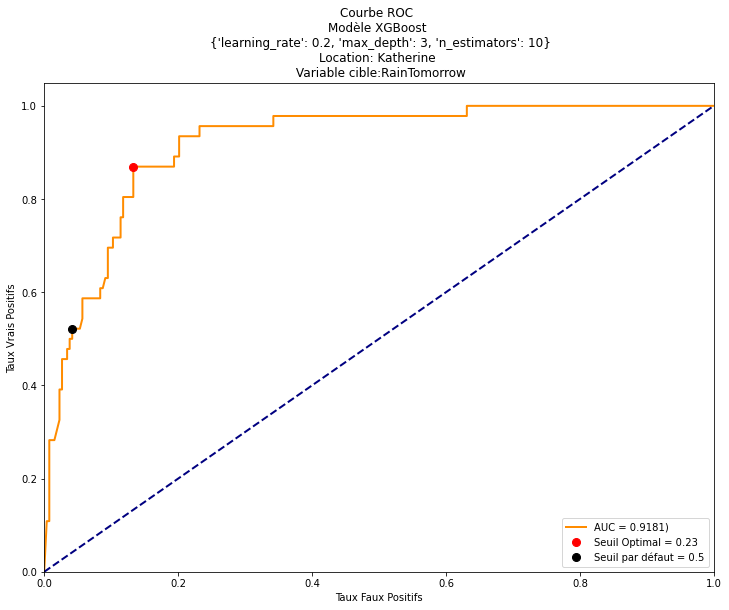 Courbe ROC
Modèle XGBoost
{'learning_rate': 0.2, 'max_depth': 3, 'n_estimators': 10}
Location: Katherine
Variable cible:RainTomorrow
1.0
0.8
0.6
0.4
0.2
0.0
Taux Vrais Positifs
0.0
0.2
0.4
0.6
0.8
1.0
Taux Faux Positifs
AUC = 0.9181)
Seuil Optimal = 0.23
Seuil par défaut = 0.5